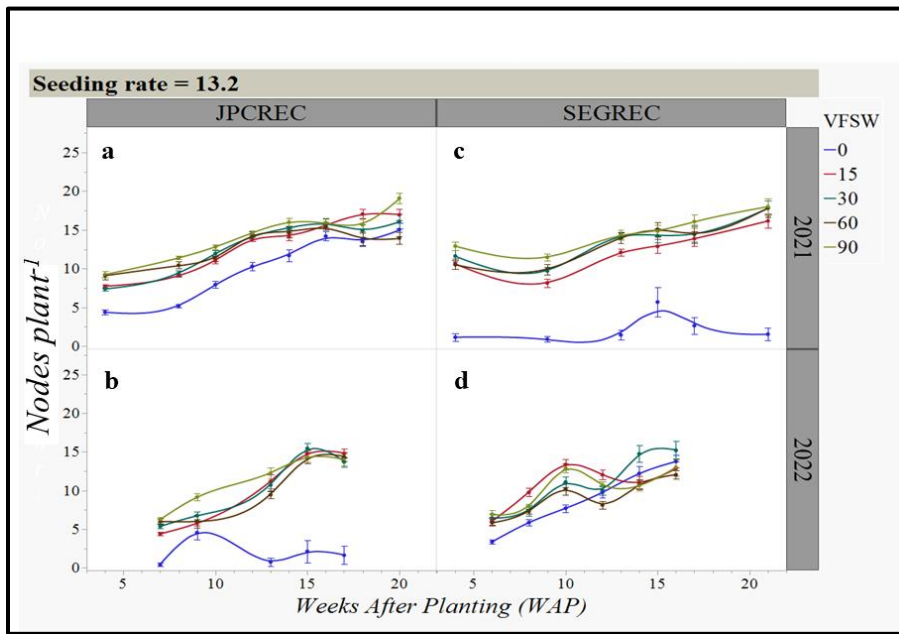 Seeding rate = 13.2
JPCREC
SEGREC
VFSW
0
15
30
60
90
a
c
b
d
25
20
15
10
5
0
25
20
15
10
5
0
Nodes plant-1
2021
2022
5 10 15 20 5 10 15 20
Weeks After Planting (WAP)